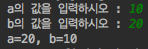 a의 값을 입력하시오 : 10
b의 값을 입력하시오 : 20
a=20, b=10